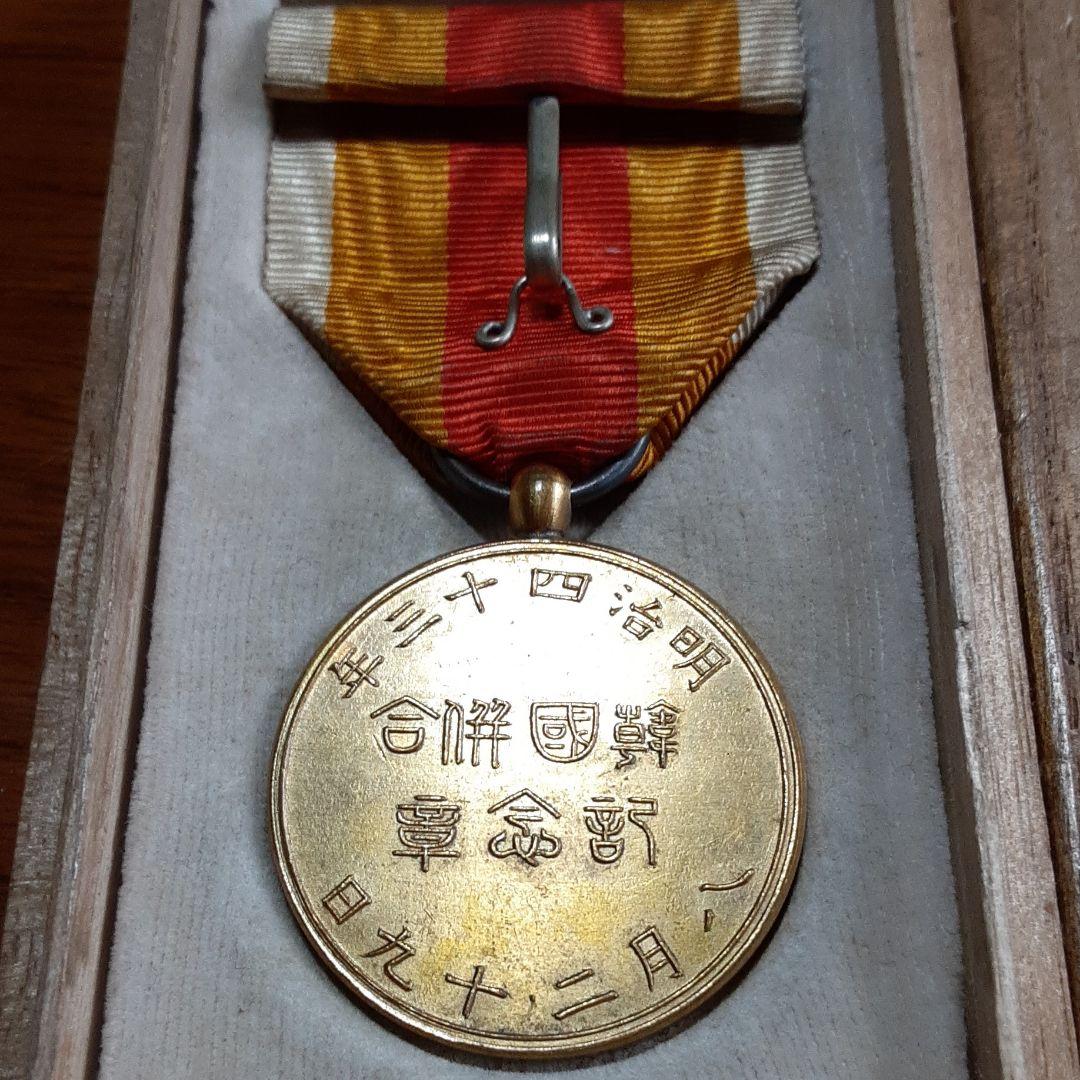 明治四十三年
韓國併合
記念章
八月二十九日